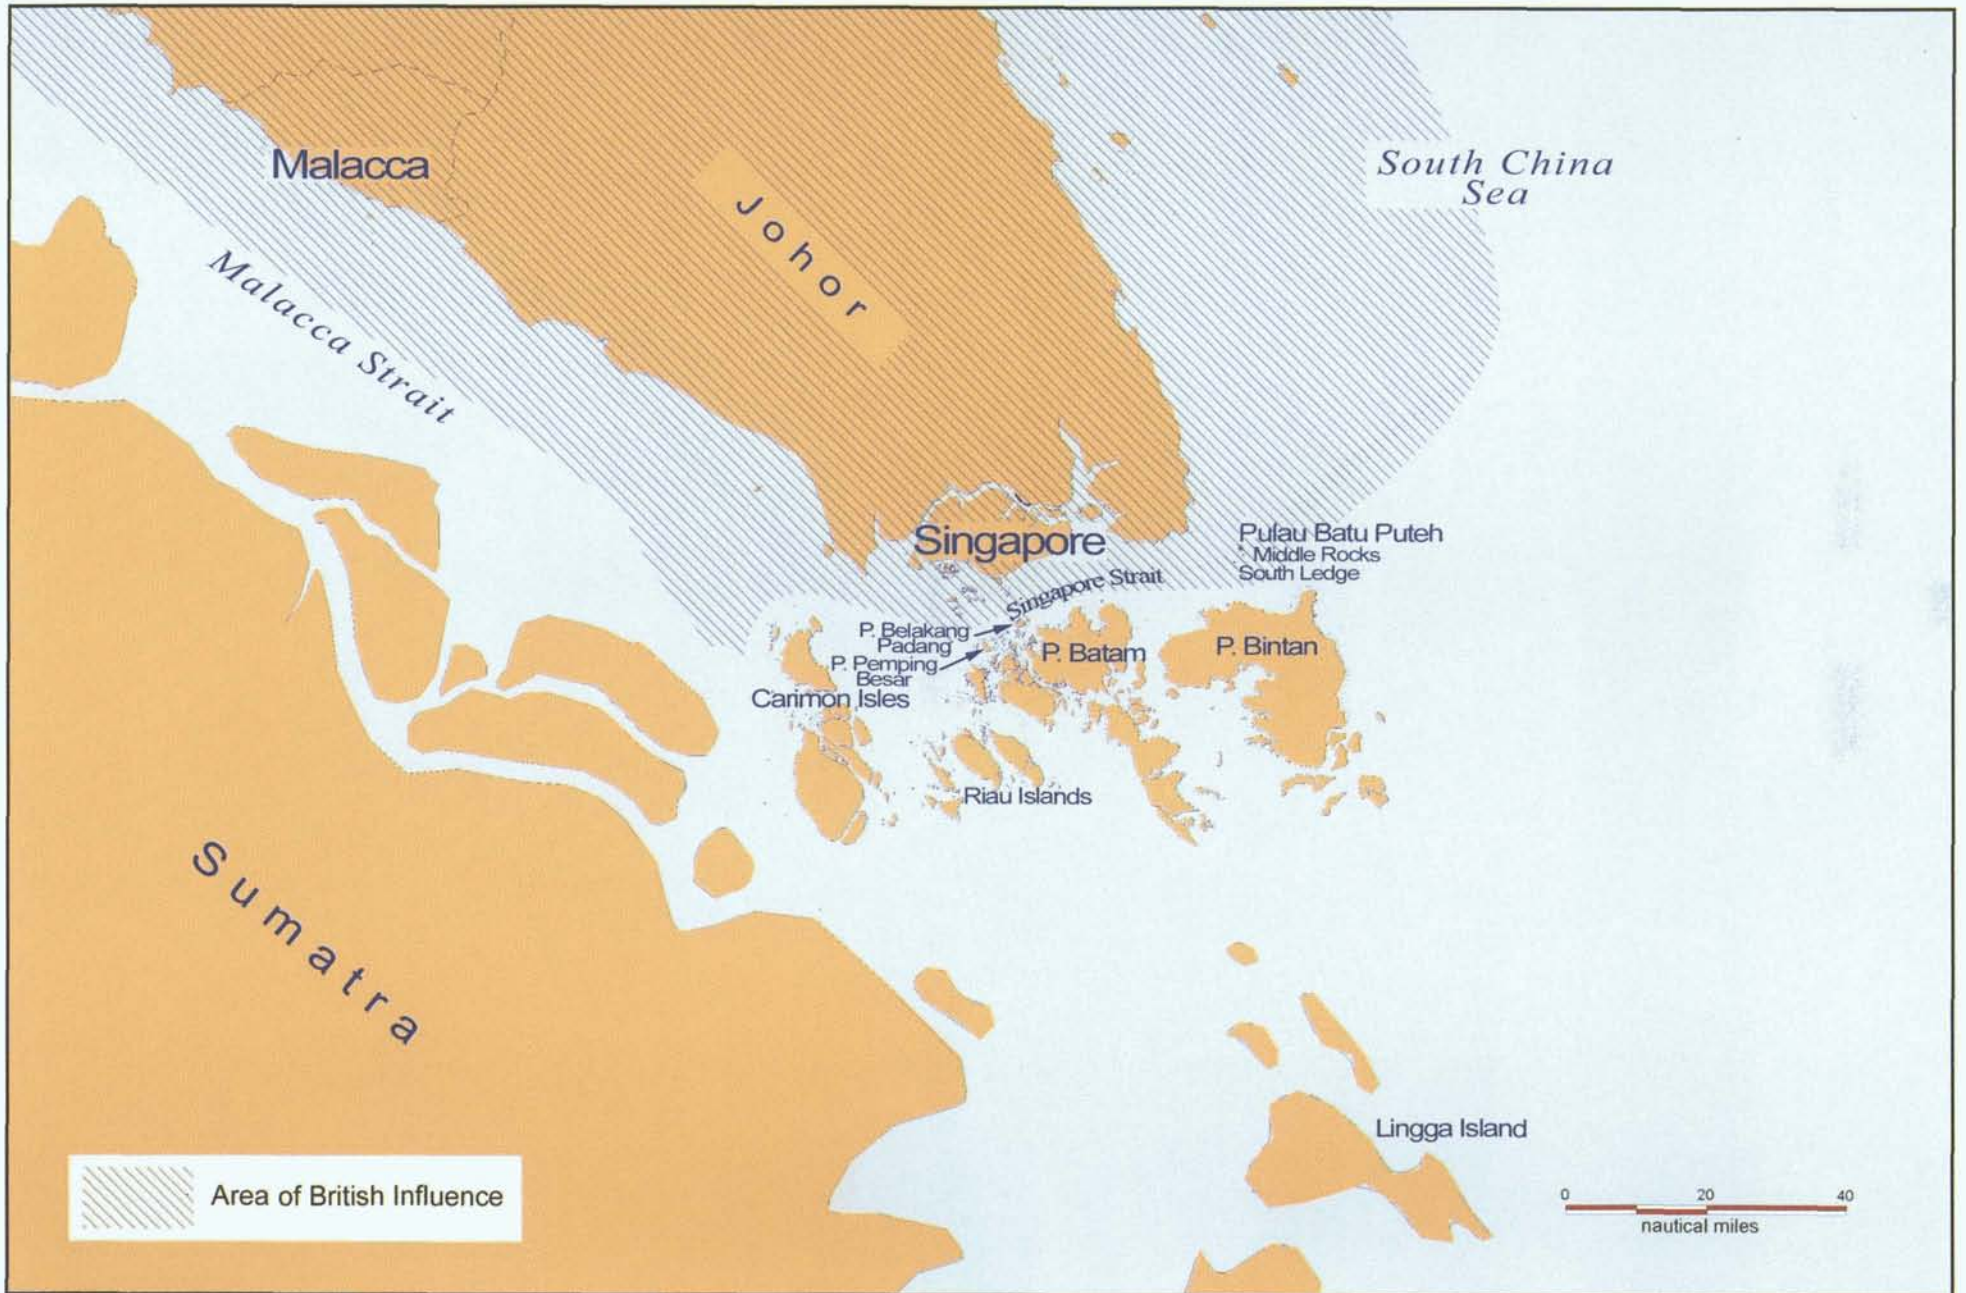 Malacca
Johor
South China
Sea
Malacca Strait
Singapore
Pulau Batu Puteh
Middle Rocks
South Ledge
Singapore Strait
P. Belakang
Padang
P. Batam
P. Bintan
P. Pemping
Besar
Carimon Isles
Riau Islands
Sumatra
Lingga Island
Area of British Influence
0 20 40
nautical miles